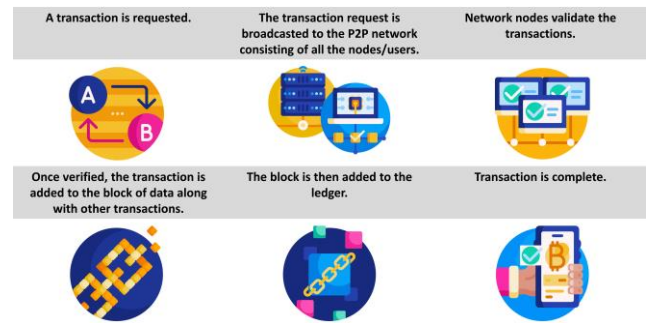 A transaction is requested.
The transaction request is
broadcasted to the P2P network
consisting of all the nodes/users.
Network nodes validate the
transactions.
A
B
Once verified, the transaction is
added to the block of data along
with other transactions.
The block is then added to the
ledger.
Transaction is complete.